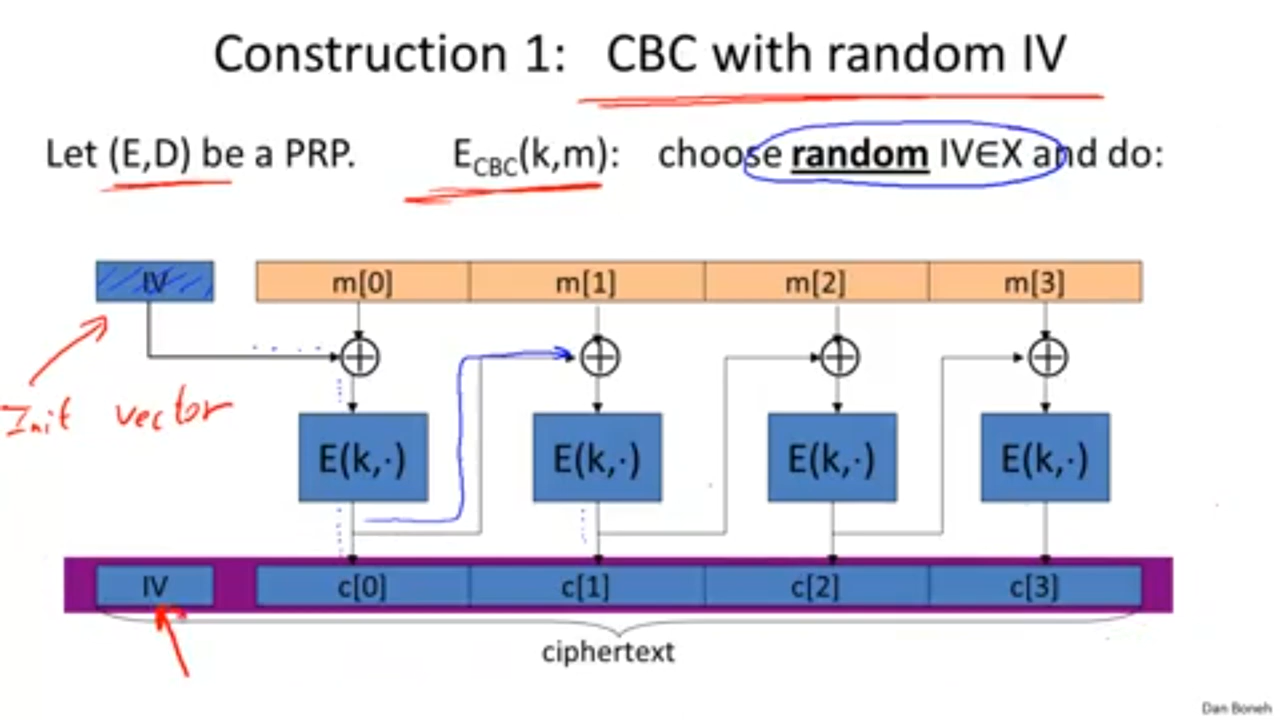 Construction 1: CBC with random IV
Let (E,D) be a PRP. E_CBC(k,m): choose random IV∈X and do:
IV m[0] m[1] m[2] m[3]
Init vector
E(k,·) E(k,·) E(k,·) E(k,·)
IV c[0] c[1] c[2] c[3]
ciphertext
Dan Boneh